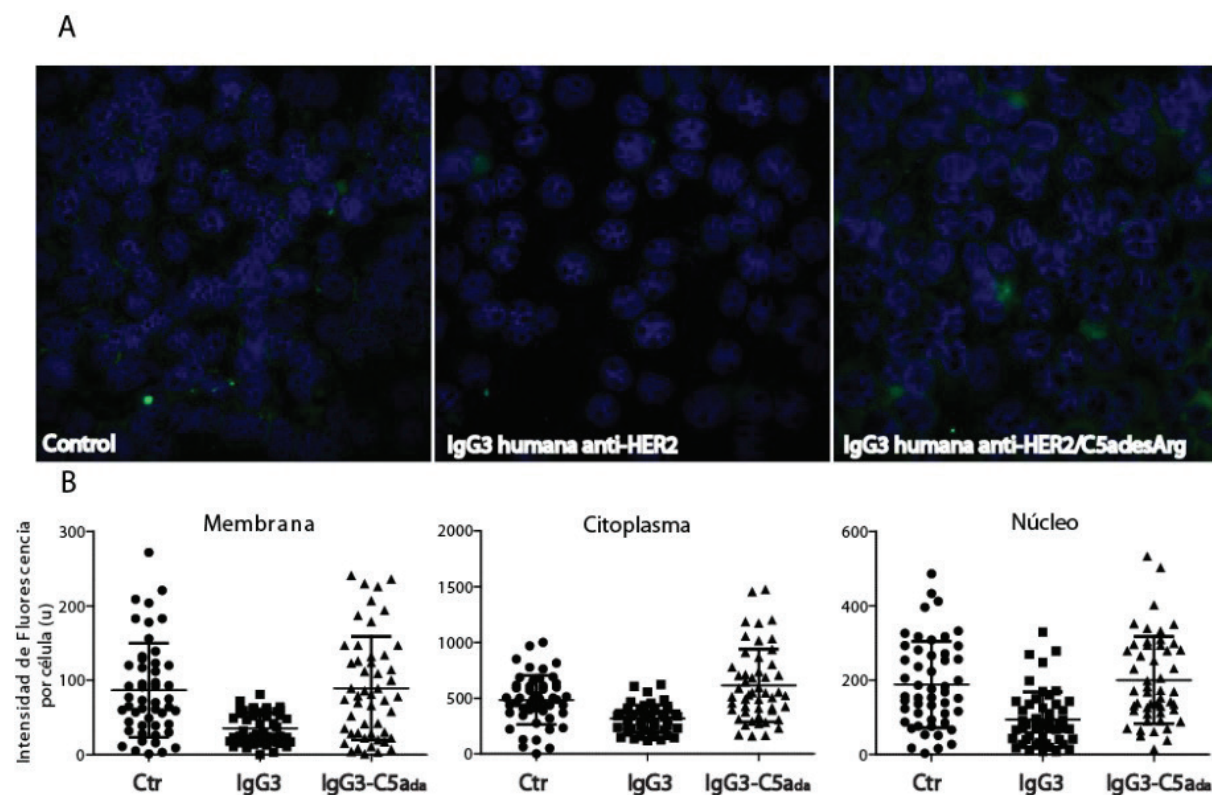 A
Control
IgG3 humana anti-HER2
IgG3 humana anti-HER2/C5adesArg
B
Intensidad de Fluorescencia
por célula (u)
Membrana
300
200
100
0
Ctr
IgG3
IgG3-C5ada
Citoplasma
2000
1500
1000
500
0
Ctr
IgG3
IgG3-C5ada
Núcleo
600
400
200
0
Ctr
IgG3
IgG3-C5ada